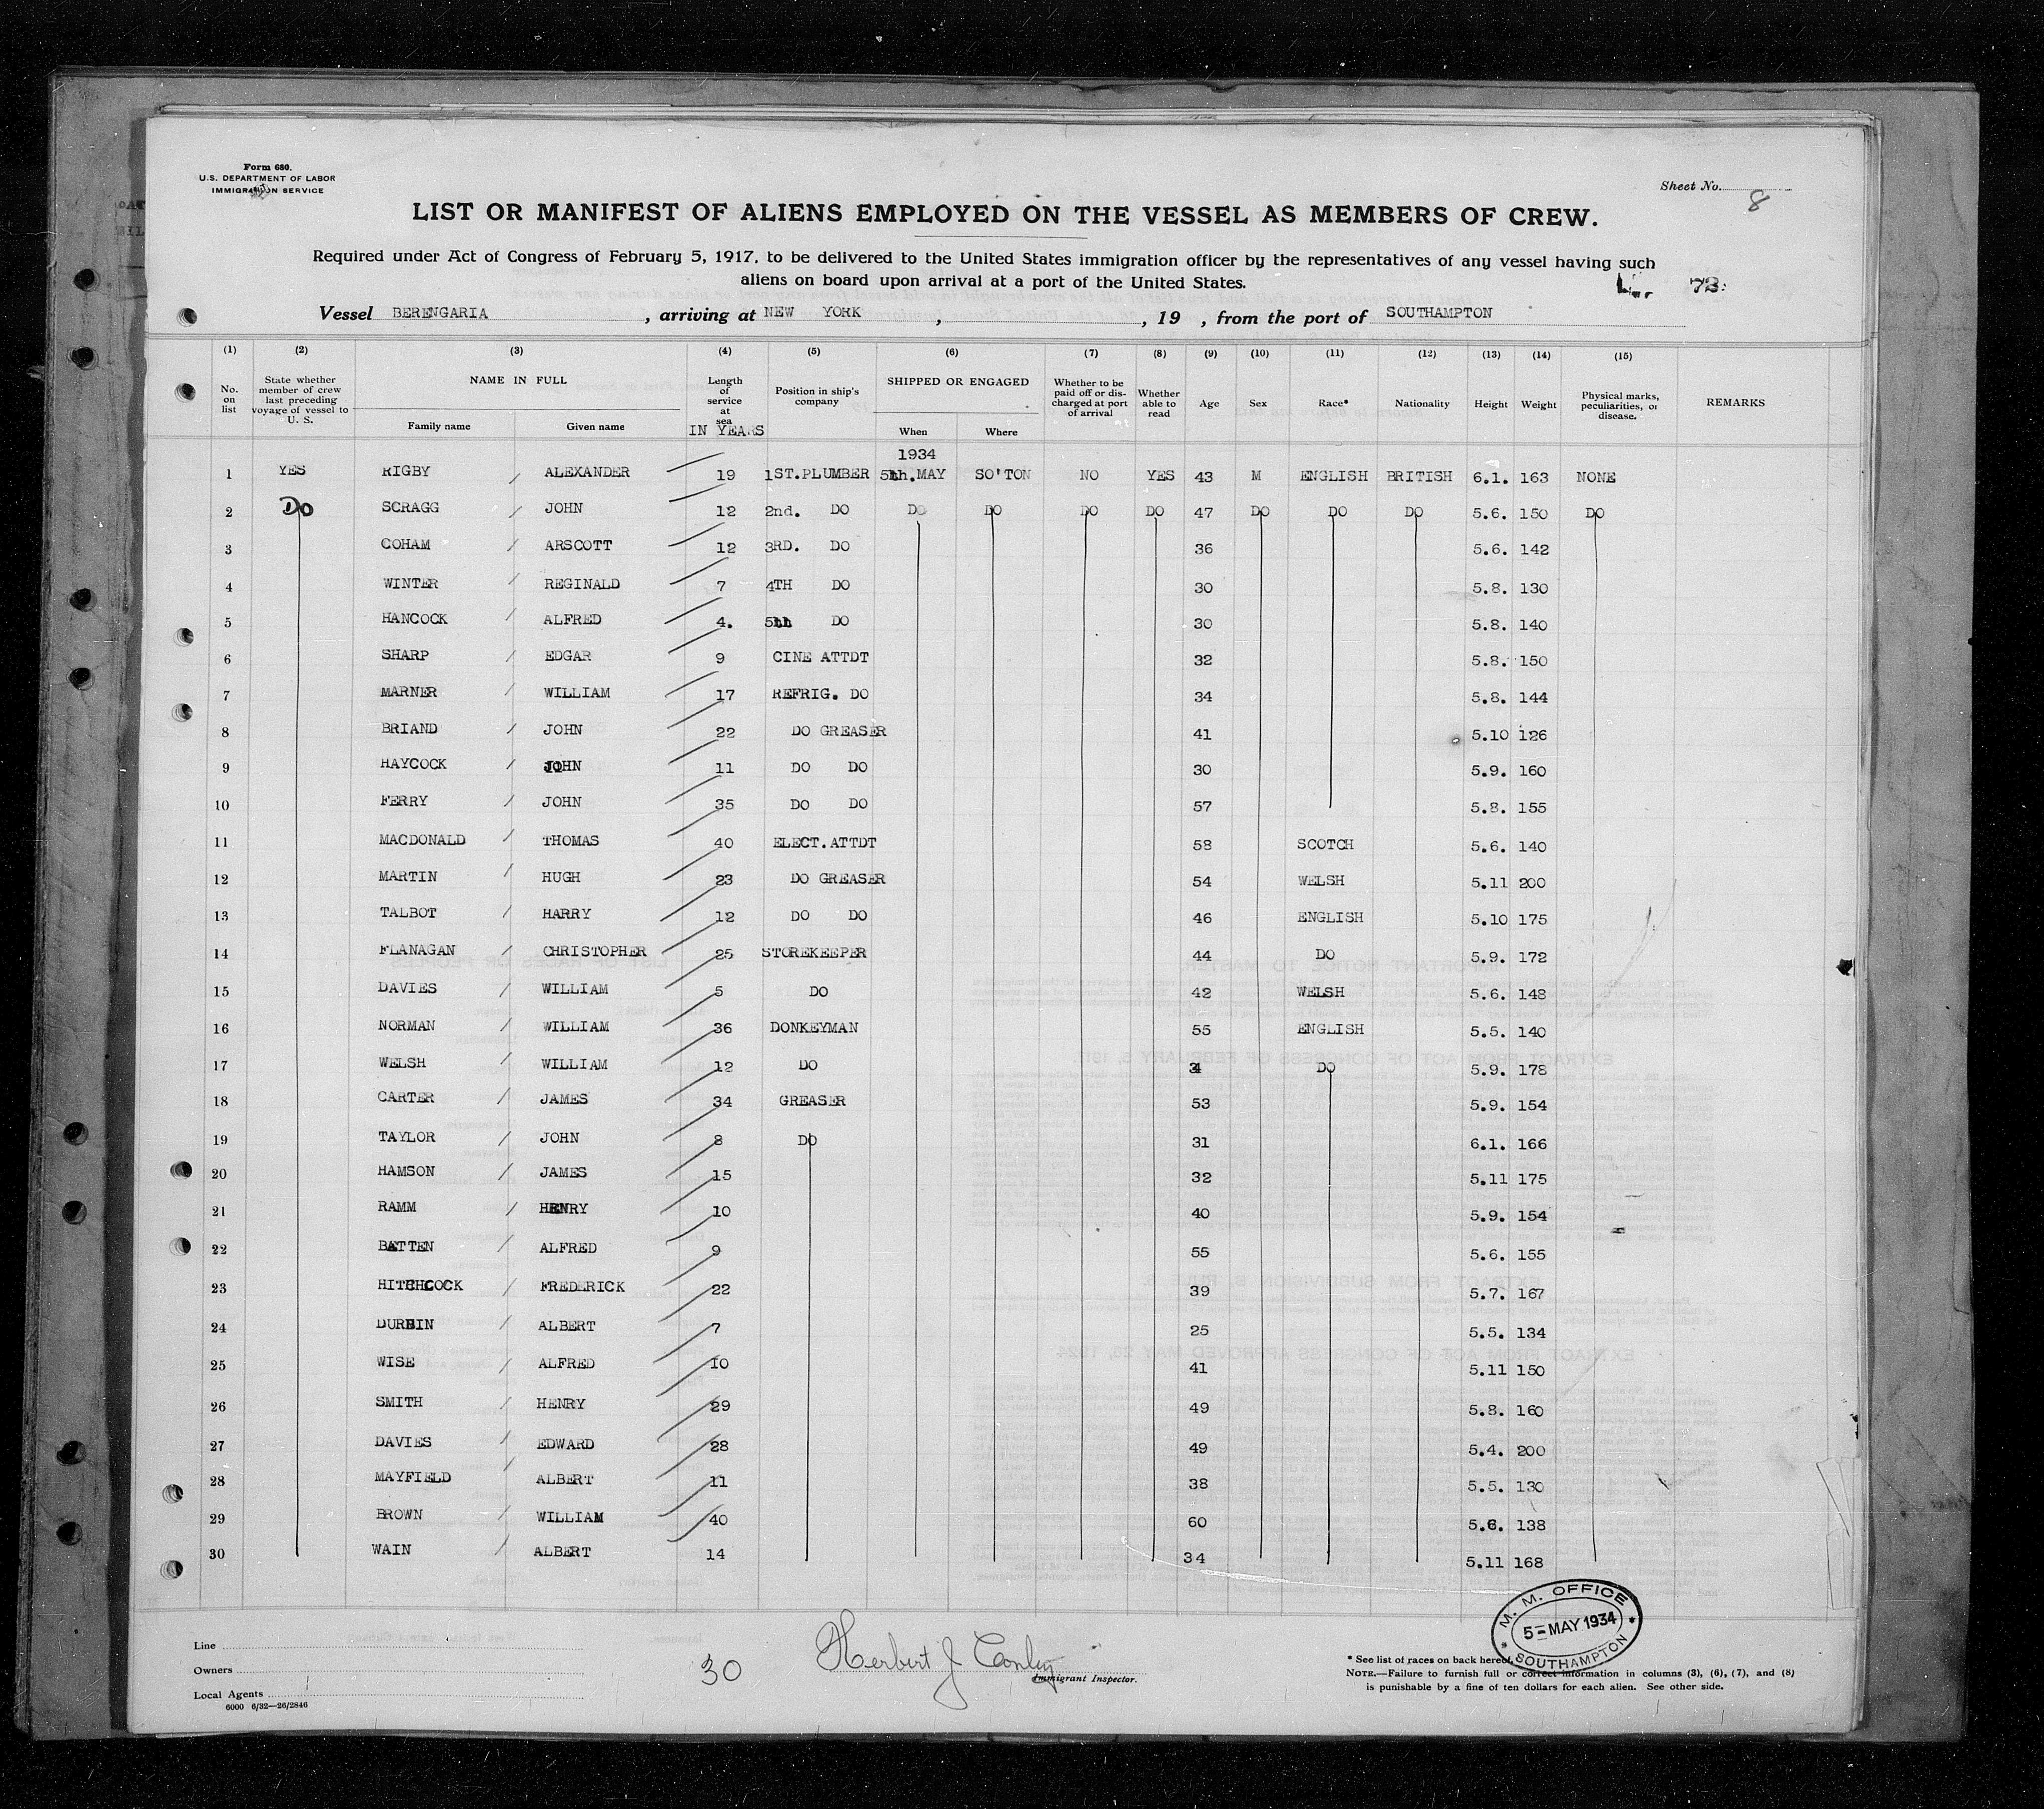 Form 680.
U.S. DEPARTMENT OF LABOR
IMMIGRATION SERVICE
Sheet No. 8
LIST OR MANIFEST OF ALIENS EMPLOYED ON THE VESSEL AS MEMBERS OF CREW.
Required under Act of Congress of February 5, 1917, to be delivered to the United States immigration officer by the representatives of any vessel having such
aliens on board upon arrival at a port of the United States.
73.
Vessel BERENGARIA , arriving at NEW YORK , , 19 , from the port of SOUTHAMPTON
(1) (2) (3) (4) (5) (6) (7) (8) (9) (10) (11) (12) (13) (14) (15)
No. on list
State whether member of crew last preceding voyage of vessel to U. S.
NAME IN FULL
Family name
Given name
Length of service at sea IN YEARS
Position in ship's company
SHIPPED OR ENGAGED
When
Where
Whether to be paid off or discharged at port of arrival
Whether able to read
Age
Sex
Race*
Nationality
Height
Weight
Physical marks, peculiarities, or disease.
REMARKS
1934
1 YES RIGBY / ALEXANDER 19 1ST.PLUMBER 5th.MAY SO'TON NO YES 43 M ENGLISH BRITISH 6.1. 163 NONE
2 DO SCRAGG / JOHN 12 2nd. DO DO DO DO DO 47 DO DO DO 5.6. 150 DO
3 COHAM / ARSCOTT 12 3RD. DO 36 5.6. 142
4 WINTER / REGINALD 7 4TH DO 30 5.8. 130
5 HANCOCK / ALFRED 4. 5th DO 30 5.8. 140
6 SHARP / EDGAR 9 CINE ATTDT 32 5.8. 150
7 MARNER / WILLIAM 17 REFRIG. DO 34 5.8. 144
8 BRIAND / JOHN 22 DO GREASER 41 5.10 126
9 HAYCOCK / JOHN 11 DO DO 30 5.9. 160
10 FERRY / JOHN 35 DO DO 57 5.8. 155
11 MACDONALD / THOMAS 40 ELECT.ATTDT 58 SCOTCH 5.6. 140
12 MARTIN / HUGH 23 DO GREASER 54 WELSH 5.11 200
13 TALBOT / HARRY 12 DO DO 46 ENGLISH 5.10 175
14 FLANAGAN / CHRISTOPHER 25 STOREKEEPER 44 DO 5.9. 172
15 DAVIES / WILLIAM 5 DO 42 WELSH 5.6. 148
16 NORMAN / WILLIAM 36 DONKEYMAN 55 ENGLISH 5.5. 140
17 WELSH / WILLIAM 12 DO 34 DO 5.9. 178
18 CARTER / JAMES 34 GREASER 53 5.9. 154
19 TAYLOR / JOHN 8 DO 31 6.1. 166
20 HAMSON / JAMES 15 32 5.11 175
21 RAMM / HENRY 10 40 5.9. 154
22 BATTEN / ALFRED 9 55 5.6. 155
23 HITCHCOCK / FREDERICK 22 39 5.7. 167
24 DURBIN / ALBERT 7 25 5.5. 134
25 WISE / ALFRED 10 41 5.11 150
26 SMITH / HENRY 29 49 5.8. 160
27 DAVIES / EDWARD 28 49 5.4. 200
28 MAYFIELD / ALBERT 11 38 5.5. 130
29 BROWN / WILLIAM 40 60 5.6. 138
30 WAIN / ALBERT 14 34 5.11 168
M. M. OFFICE
5-MAY 1934
SOUTHAMPTON
Line
Owners
Local Agents
6000 6/32—26/2846
30
Herbert J Conley
Immigrant Inspector.
* See list of races on back hereof.
NOTE.—Failure to furnish full or correct information in columns (3), (6), (7), and (8)
is punishable by a fine of ten dollars for each alien. See other side.